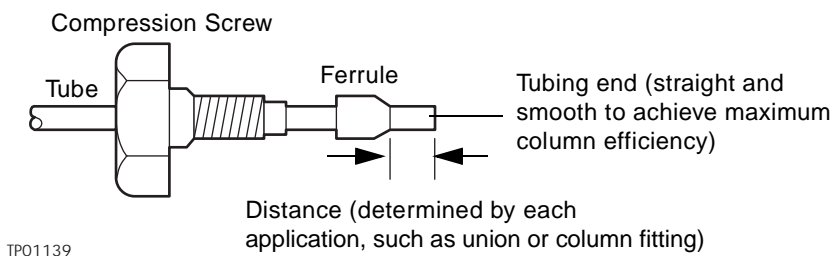 Compression Screw
Tube
Ferrule
Tubing end (straight and
smooth to achieve maximum
column efficiency)
Distance (determined by each
application, such as union or column fitting)
TP01139